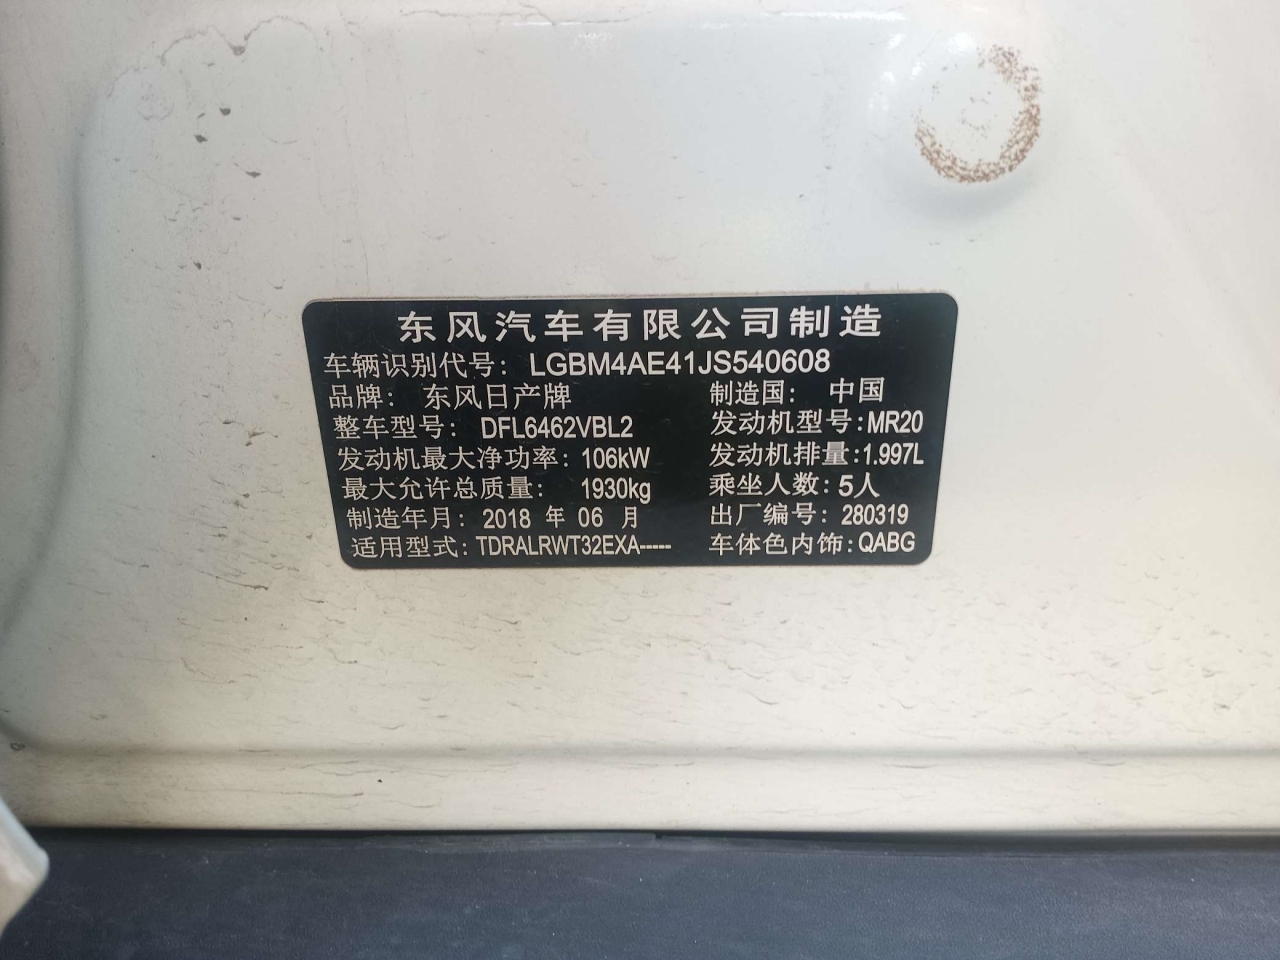 东风汽车有限公司制造
车辆识别代号: LGBM4AE41JS540608
品牌: 东风日产牌 制造国: 中国
整车型号: DFL6462VBL2 发动机型号:MR20
发动机最大净功率: 106kW 发动机排量:1.997L
最大允许总质量: 1930kg 乘坐人数: 5人
制造年月: 2018 年 06 月 出厂编号: 280319
适用型式: TDRALRWT32EXA----- 车体色内饰:QABG